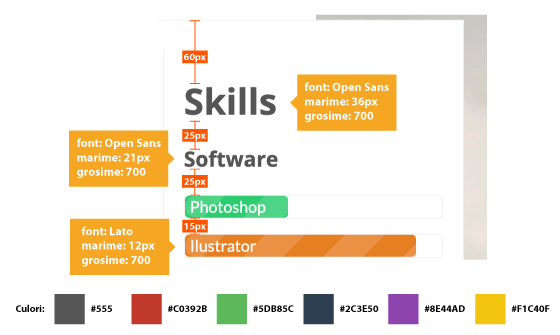 60px
Skills
font: Open Sans
marime: 36px
grosime: 700
25px
font: Open Sans
marime: 21px
grosime: 700
Software
25px
Photoshop
15px
font: Lato
marime: 12px
grosime: 700
Ilustrator
Culori: #555 #C0392B #5DB85C #2C3E50 #8E44AD #F1C40F